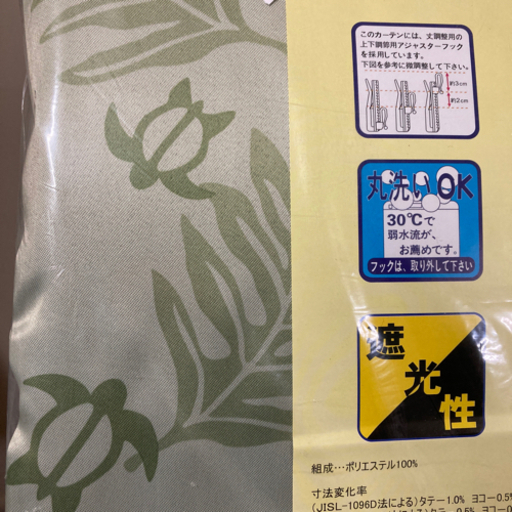 このカーテンには、丈調整用の
上下調節用アジャスターフック
を採用しています。
下図を参考に微調整して下さい。
約3cm
約2cm
丸洗いOK
30℃で
弱水流が、
お薦めです。
フックは、取り外して下さい
遮光性
組成…ポリエステル100%
寸法変化率
(JISL-1096D法による)タテー1.0% ヨコー0.5%